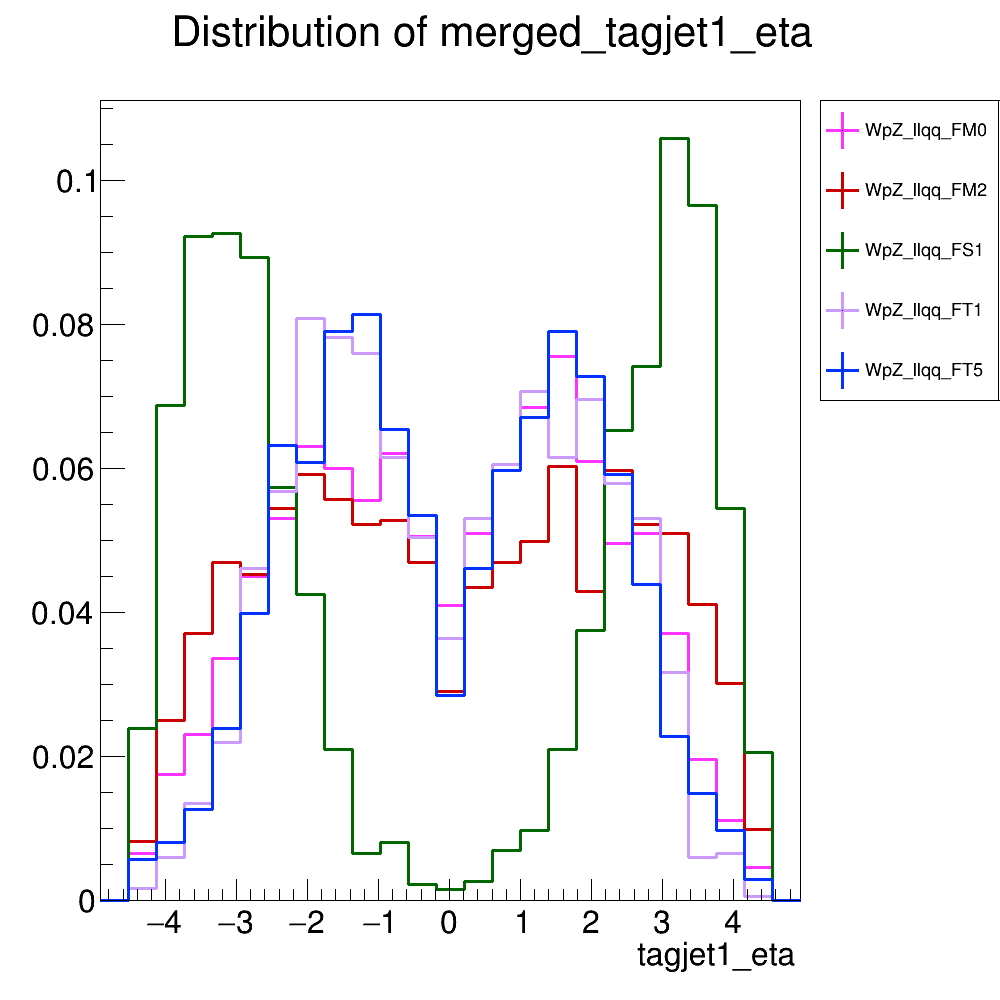 Distribution of merged_tagjet1_eta
WpZ_llqq_FM0
WpZ_llqq_FM2
WpZ_llqq_FS1
WpZ_llqq_FT1
WpZ_llqq_FT5
0.1
0.08
0.06
0.04
0.02
0
−4 −3 −2 −1 0 1 2 3 4
tagjet1_eta